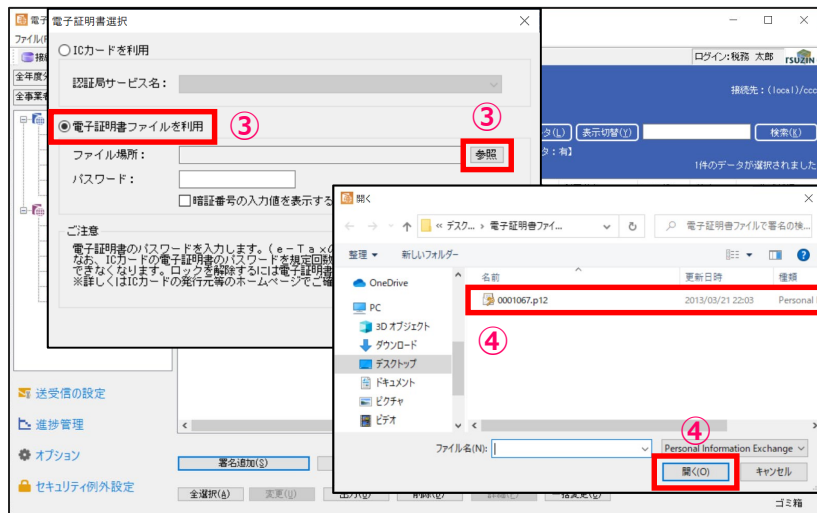 電子 電子証明書選択
ファイル(F
○ICカードを利用
認証局サービス名:
◉電子証明書ファイルを利用 ③
③
ファイル場所: 参照
パスワード:
□暗証番号の入力値を表示する
ご注意
電子証明書のパスワードを入力します。(e-Taxの
なお、ICカードの電子証明書のパスワードを規定回数
できなくなります。ロックを解除するには電子証明書
※詳しくはICカードの発行元等のホームページでご確
ログイン:税務 太郎
接続先:(local)/ccc
全年度分
全事業者
タ(L) 表示切替(Y) 検索(K)
タ:有】
1件のデータが選択されました
開く
« デスク... › 電子証明書ファイ...
電子証明書ファイルで署名の検...
整理 新しいフォルダー
名前 更新日時 種類
0001067.p12 2013/03/21 22:03 Personal
④
OneDrive
PC
3D オブジェクト
ダウンロード
デスクトップ
ドキュメント
ピクチャ
ビデオ
④
ファイル名(N): Personal Information Exchange
開く(O) キャンセル
送受信の設定
進捗管理
オプション
セキュリティ例外設定
署名追加(S)
全選択(A) 変更(U)
ゴミ箱